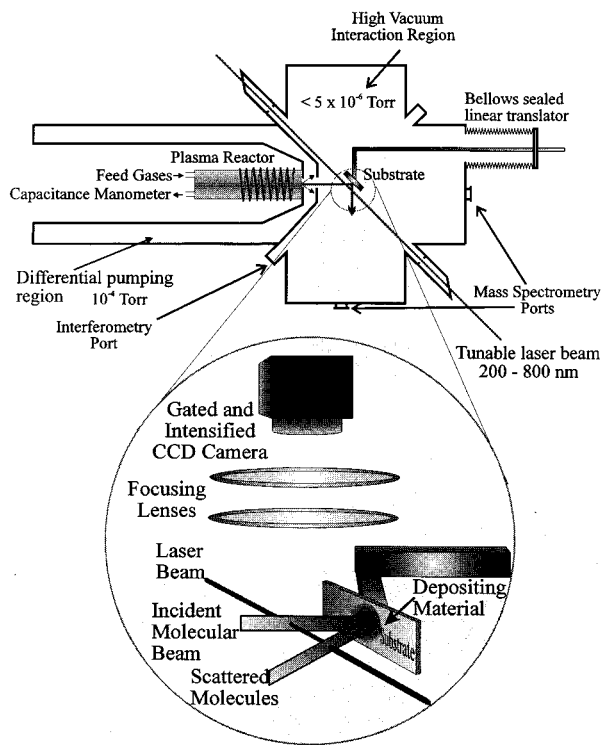 High Vacuum
Interaction Region
< 5 x 10⁻⁶ Torr
Bellows sealed
linear translator
Plasma Reactor
Feed Gases
Capacitance Manometer
Substrate
Differential pumping
region 10⁻⁴ Torr
Interferometry
Port
Mass Spectrometry
Ports
Tunable laser beam
200 - 800 nm
Gated and
Intensified
CCD Camera
Focusing
Lenses
Laser
Beam
Depositing
Material
Incident
Molecular
Beam
Substrate
Scattered
Molecules